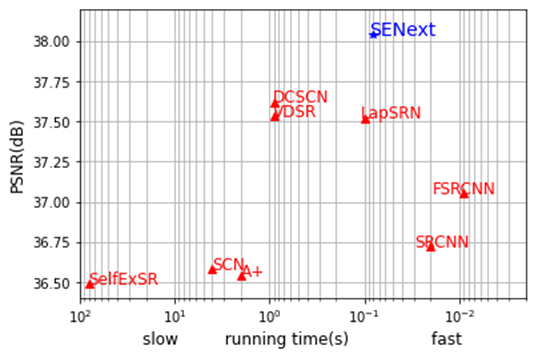 38.00
37.75
37.50
37.25
37.00
36.75
36.50
PSNR(dB)
SENext
DCSCN
VDSR
LapSRN
FSRCNN
SRCNN
SCN
A+
SelfExSR
10²
10¹
10⁰
10⁻¹
10⁻²
slow running time(s) fast